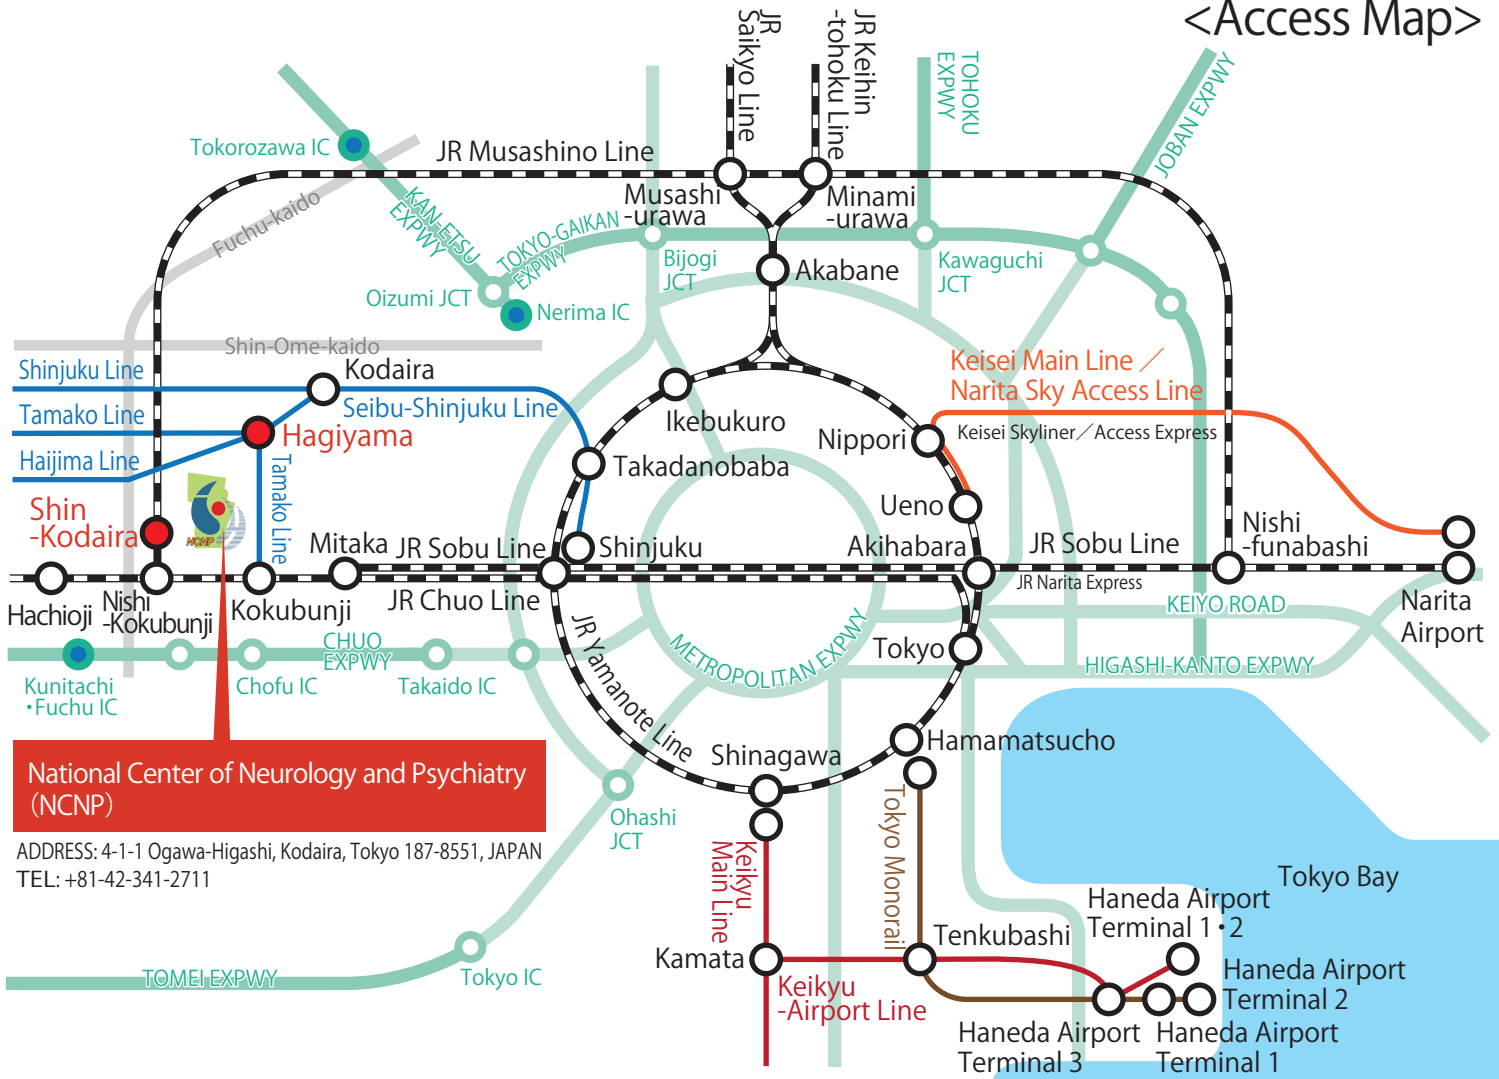 <Access Map>
JR
Saikyo Line
JR Keihin
-tohoku Line
TOHOKU
EXPWY
JOBAN EXPWY
Tokorozawa IC
JR Musashino Line
Fuchu-kaido
KAN-ETSU
EXPWY
TOKYO-GAIKAN
EXPWY
Musashi
-urawa
Minami
-urawa
Bijogi
JCT
Akabane
Kawaguchi
JCT
Oizumi JCT
Nerima IC
Shin-Ome-kaido
Shinjuku Line
Kodaira
Seibu-Shinjuku Line
Tamako Line
Hagiyama
Haijima Line
Tamako Line
Ikebukuro
Takadanobaba
Nippori
Keisei Main Line／
Narita Sky Access Line
Keisei Skyliner／Access Express
Ueno
Shin
-Kodaira
NCNP
Mitaka
JR Sobu Line
Shinjuku
Akihabara
JR Sobu Line
JR Narita Express
Nishi
-funabashi
Hachioji
Nishi
-Kokubunji
Kokubunji
JR Chuo Line
KEIYO ROAD
Narita
Airport
CHUO
EXPWY
JR Yamanote Line
METROPOLITAN EXPWY
Tokyo
HIGASHI-KANTO EXPWY
Kunitachi
・Fuchu IC
Chofu IC
Takaido IC
Shinagawa
Hamamatsucho
National Center of Neurology and Psychiatry
(NCNP)
ADDRESS: 4-1-1 Ogawa-Higashi, Kodaira, Tokyo 187-8551, JAPAN
TEL: +81-42-341-2711
Ohashi
JCT
Keikyu
Main Line
Tokyo Monorail
Tokyo Bay
Haneda Airport
Terminal 1・2
Tenkubashi
Kamata
Keikyu
-Airport Line
Haneda Airport
Terminal 2
Haneda Airport
Terminal 3
Haneda Airport
Terminal 1
TOMEI EXPWY
Tokyo IC